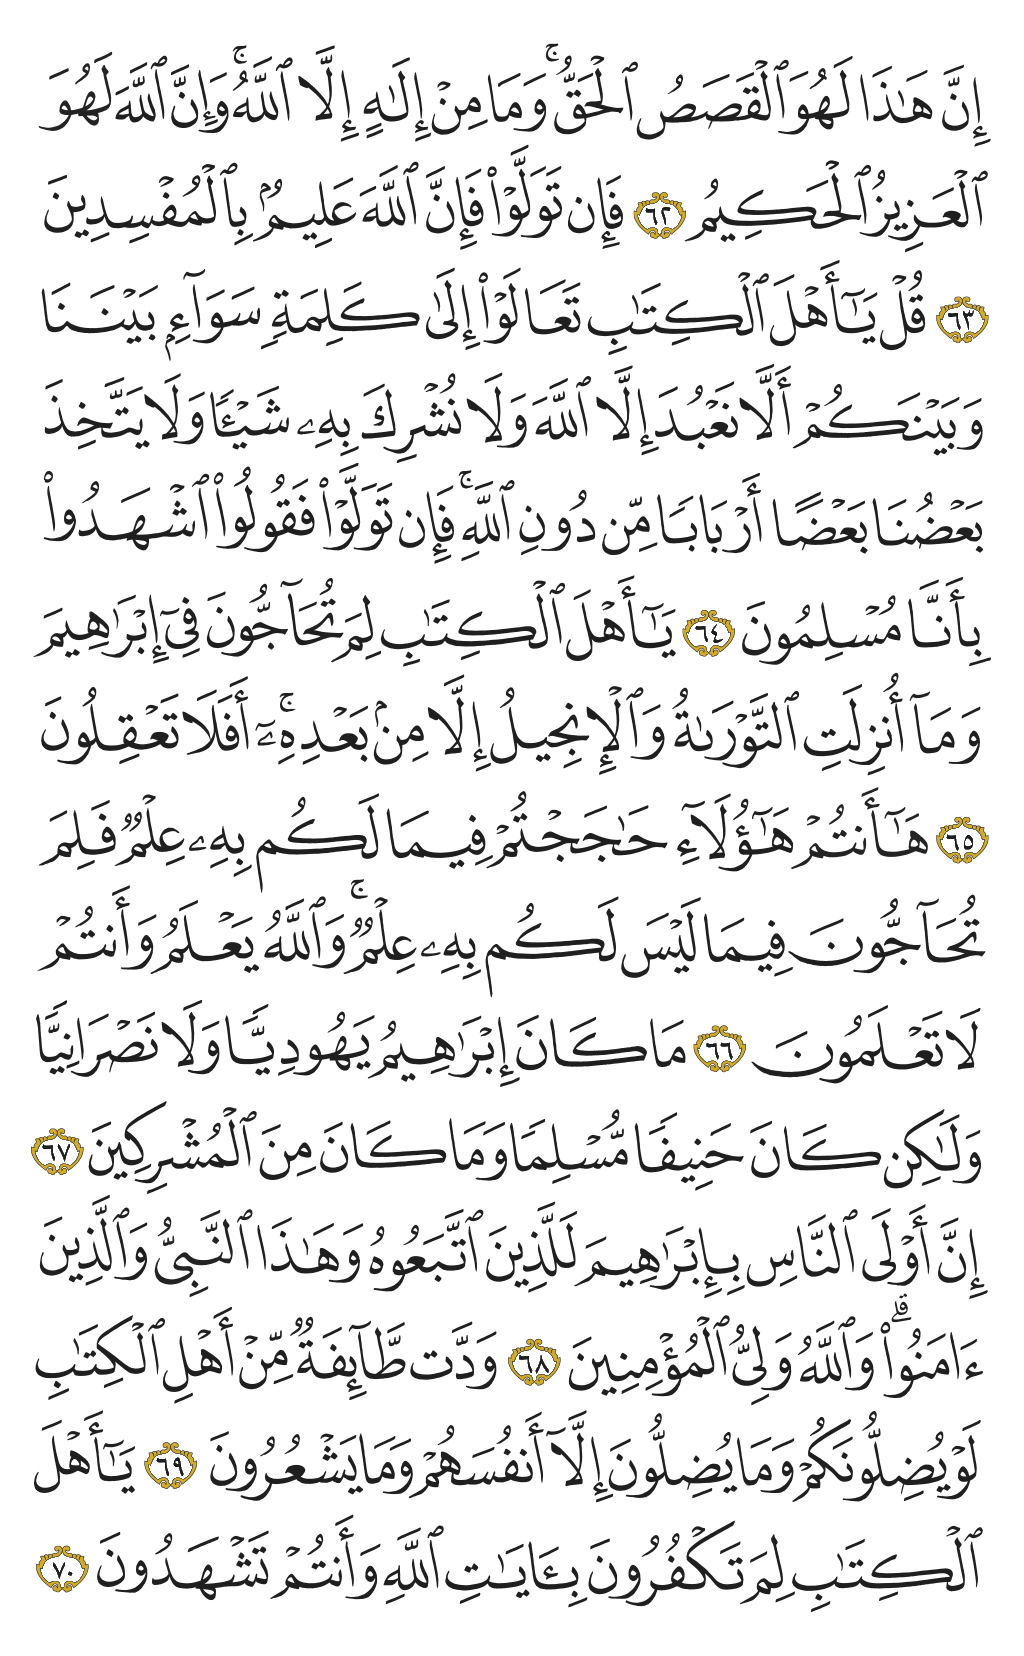 إِنَّ هَٰذَا لَهُوَ ٱلْقَصَصُ ٱلْحَقُّ ۚ وَمَا مِنْ إِلَٰهٍ إِلَّا ٱللَّهُ ۚ وَإِنَّ ٱللَّهَ لَهُوَ
ٱلْعَزِيزُ ٱلْحَكِيمُ ٦٢ فَإِن تَوَلَّوْا۟ فَإِنَّ ٱللَّهَ عَلِيمٌۢ بِٱلْمُفْسِدِينَ
٦٣ قُلْ يَٰٓأَهْلَ ٱلْكِتَٰبِ تَعَالَوْا۟ إِلَىٰ كَلِمَةٍ سَوَآءٍۭ بَيْنَنَا
وَبَيْنَكُمْ أَلَّا نَعْبُدَ إِلَّا ٱللَّهَ وَلَا نُشْرِكَ بِهِۦ شَيْـًٔا وَلَا يَتَّخِذَ
بَعْضُنَا بَعْضًا أَرْبَابًا مِّن دُونِ ٱللَّهِ ۚ فَإِن تَوَلَّوْا۟ فَقُولُوا۟ ٱشْهَدُوا۟
بِأَنَّا مُسْلِمُونَ ٦٤ يَٰٓأَهْلَ ٱلْكِتَٰبِ لِمَ تُحَآجُّونَ فِىٓ إِبْرَٰهِيمَ
وَمَآ أُنزِلَتِ ٱلتَّوْرَىٰةُ وَٱلْإِنجِيلُ إِلَّا مِنۢ بَعْدِهِۦٓ ۚ أَفَلَا تَعْقِلُونَ
٦٥ هَٰٓأَنتُمْ هَٰٓؤُلَآءِ حَٰجَجْتُمْ فِيمَا لَكُم بِهِۦ عِلْمٌ فَلِمَ
تُحَآجُّونَ فِيمَا لَيْسَ لَكُم بِهِۦ عِلْمٌ ۚ وَٱللَّهُ يَعْلَمُ وَأَنتُمْ
لَا تَعْلَمُونَ ٦٦ مَا كَانَ إِبْرَٰهِيمُ يَهُودِيًّا وَلَا نَصْرَانِيًّا
وَلَٰكِن كَانَ حَنِيفًا مُّسْلِمًا وَمَا كَانَ مِنَ ٱلْمُشْرِكِينَ ٦٧
إِنَّ أَوْلَى ٱلنَّاسِ بِإِبْرَٰهِيمَ لَلَّذِينَ ٱتَّبَعُوهُ وَهَٰذَا ٱلنَّبِىُّ وَٱلَّذِينَ
ءَامَنُوا۟ ۗ وَٱللَّهُ وَلِىُّ ٱلْمُؤْمِنِينَ ٦٨ وَدَّت طَّآئِفَةٌ مِّنْ أَهْلِ ٱلْكِتَٰبِ
لَوْ يُضِلُّونَكُمْ وَمَا يُضِلُّونَ إِلَّآ أَنفُسَهُمْ وَمَا يَشْعُرُونَ ٦٩ يَٰٓأَهْلَ
ٱلْكِتَٰبِ لِمَ تَكْفُرُونَ بِـَٔايَٰتِ ٱللَّهِ وَأَنتُمْ تَشْهَدُونَ ٧٠